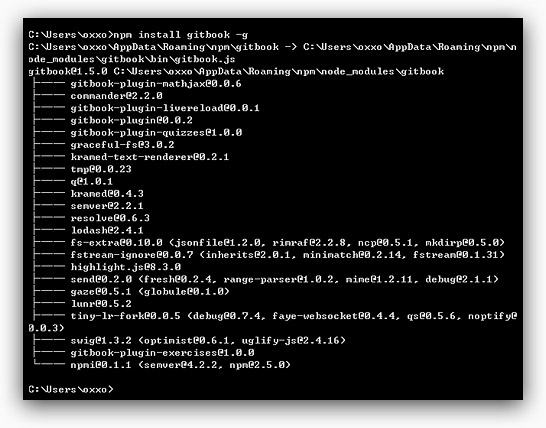 C:\Users\oxxo>npm install gitbook -g
C:\Users\oxxo\AppData\Roaming\npm\gitbook -> C:\Users\oxxo\AppData\Roaming\npm\n
ode_modules\gitbook\bin\gitbook.js
gitbook@1.5.0 C:\Users\oxxo\AppData\Roaming\npm\node_modules\gitbook
├── gitbook-plugin-mathjax@0.0.6
├── commander@2.2.0
├── gitbook-plugin-livereload@0.0.1
├── gitbook-plugin@0.0.2
├── gitbook-plugin-quizzes@1.0.0
├── graceful-fs@3.0.2
├── kramed-text-renderer@0.2.1
├── tmp@0.0.23
├── q@1.0.1
├── kramed@0.4.3
├── semver@2.2.1
├── resolve@0.6.3
├── lodash@2.4.1
├── fs-extra@0.10.0 (jsonfile@1.2.0, rimraf@2.2.8, ncp@0.5.1, mkdirp@0.5.0)
├── fstream-ignore@0.0.7 (inherits@2.0.1, minimatch@0.2.14, fstream@0.1.31)
├── highlight.js@8.3.0
├── send@0.2.0 (fresh@0.2.4, range-parser@1.0.2, mime@1.2.11, debug@2.1.1)
├── gaze@0.5.1 (globule@0.1.0)
├── lunr@0.5.2
├── tiny-lr-fork@0.0.5 (debug@0.7.4, faye-websocket@0.4.4, qs@0.5.6, noptify@
0.0.3)
├── swig@1.3.2 (optimist@0.6.1, uglify-js@2.4.16)
├── gitbook-plugin-exercises@1.0.0
└── npmi@0.1.1 (semver@4.2.2, npm@2.5.0)
C:\Users\oxxo>